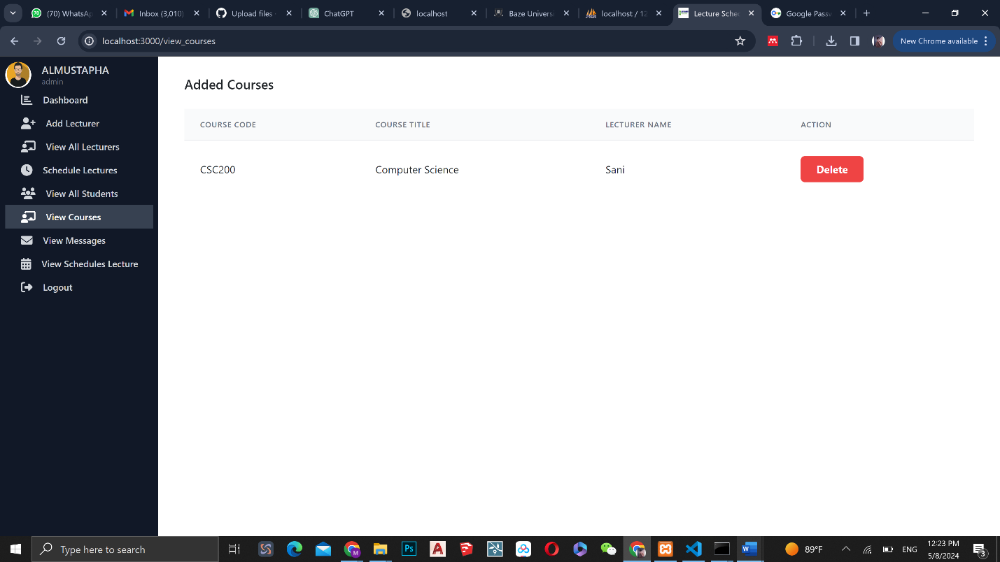 (70) WhatsAp
Inbox (3,010)
Upload files
ChatGPT
localhost
Baze Universi
localhost / 12
Lecture Sched
Google Passw
localhost:3000/view_courses
New Chrome available
ALMUSTAPHA
admin
Dashboard
Add Lecturer
View All Lecturers
Schedule Lectures
View All Students
View Courses
View Messages
View Schedules Lecture
Logout
Added Courses
COURSE CODE COURSE TITLE LECTURER NAME ACTION
CSC200 Computer Science Sani Delete
Type here to search
Ps
89°F
ENG
12:23 PM
5/8/2024
3